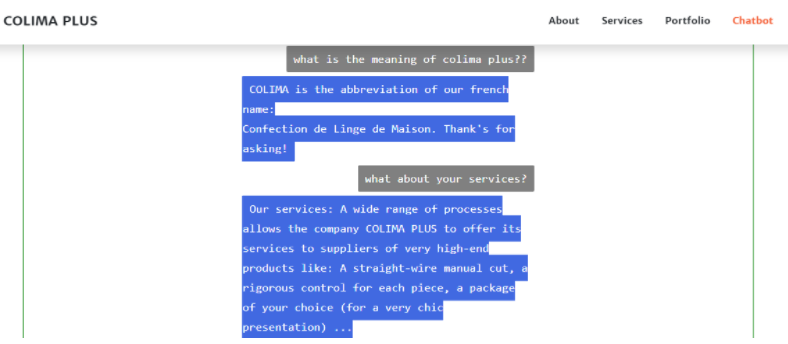 COLIMA PLUS
About Services Portfolio Chatbot
what is the meaning of colima plus??
COLIMA is the abbreviation of our french
name:
Confection de Linge de Maison. Thank's for
asking!
what about your services?
Our services: A wide range of processes
allows the company COLIMA PLUS to offer its
services to suppliers of very high-end
products like: A straight-wire manual cut, a
rigorous control for each piece, a package
of your choice (for a very chic
presentation) ...